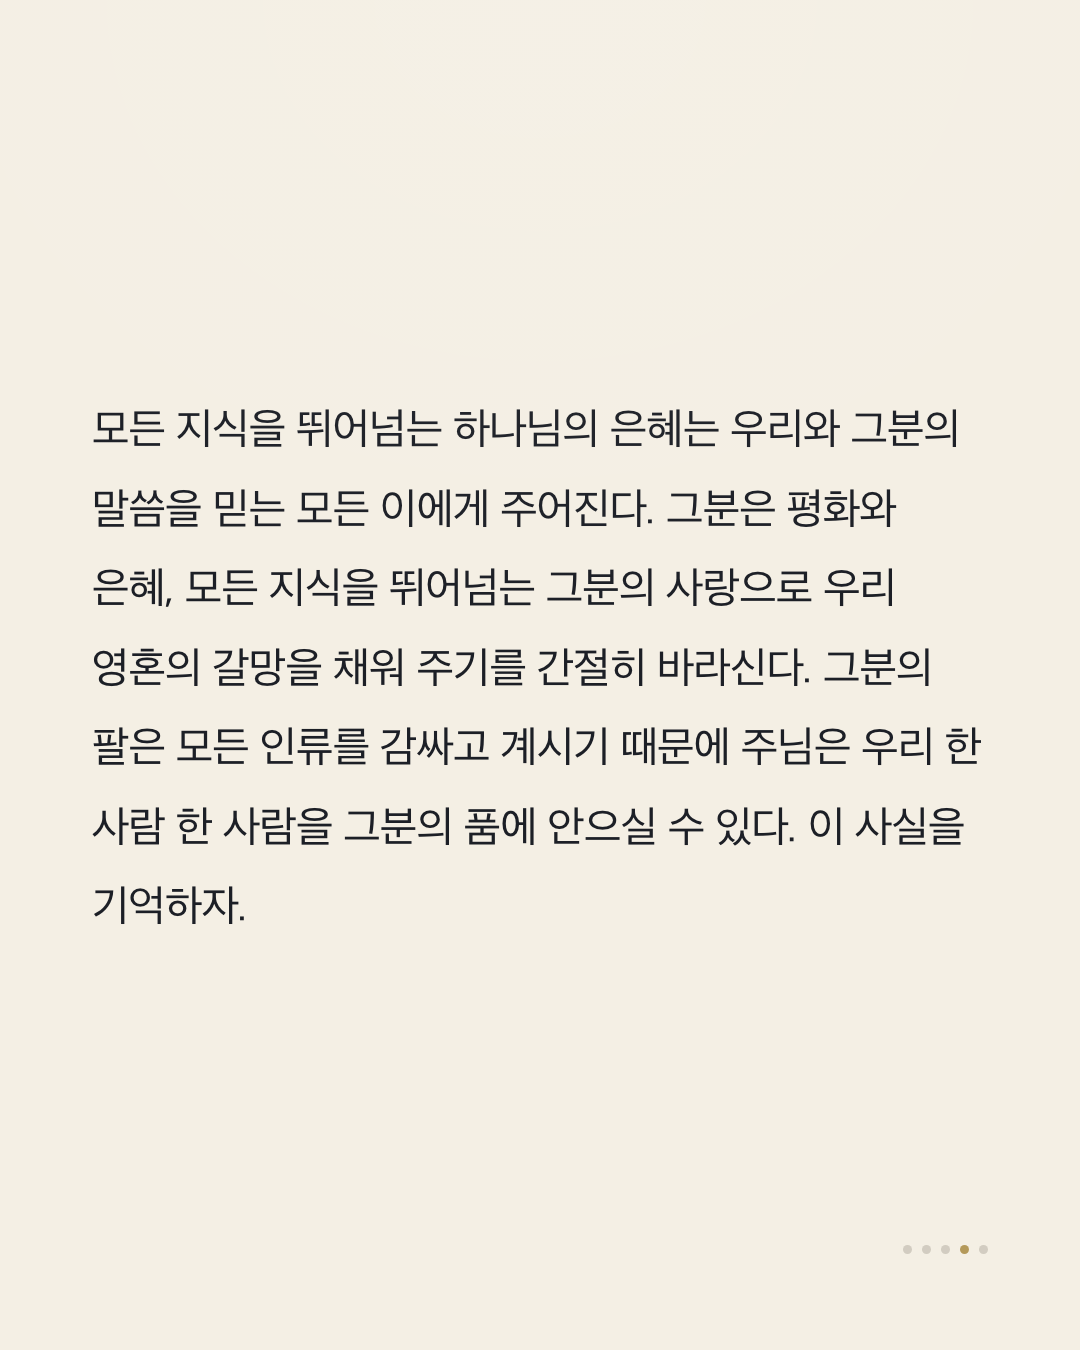 모든 지식을 뛰어넘는 하나님의 은혜는 우리와 그분의
말씀을 믿는 모든 이에게 주어진다. 그분은 평화와
은혜, 모든 지식을 뛰어넘는 그분의 사랑으로 우리
영혼의 갈망을 채워 주기를 간절히 바라신다. 그분의
팔은 모든 인류를 감싸고 계시기 때문에 주님은 우리 한
사람 한 사람을 그분의 품에 안으실 수 있다. 이 사실을
기억하자.